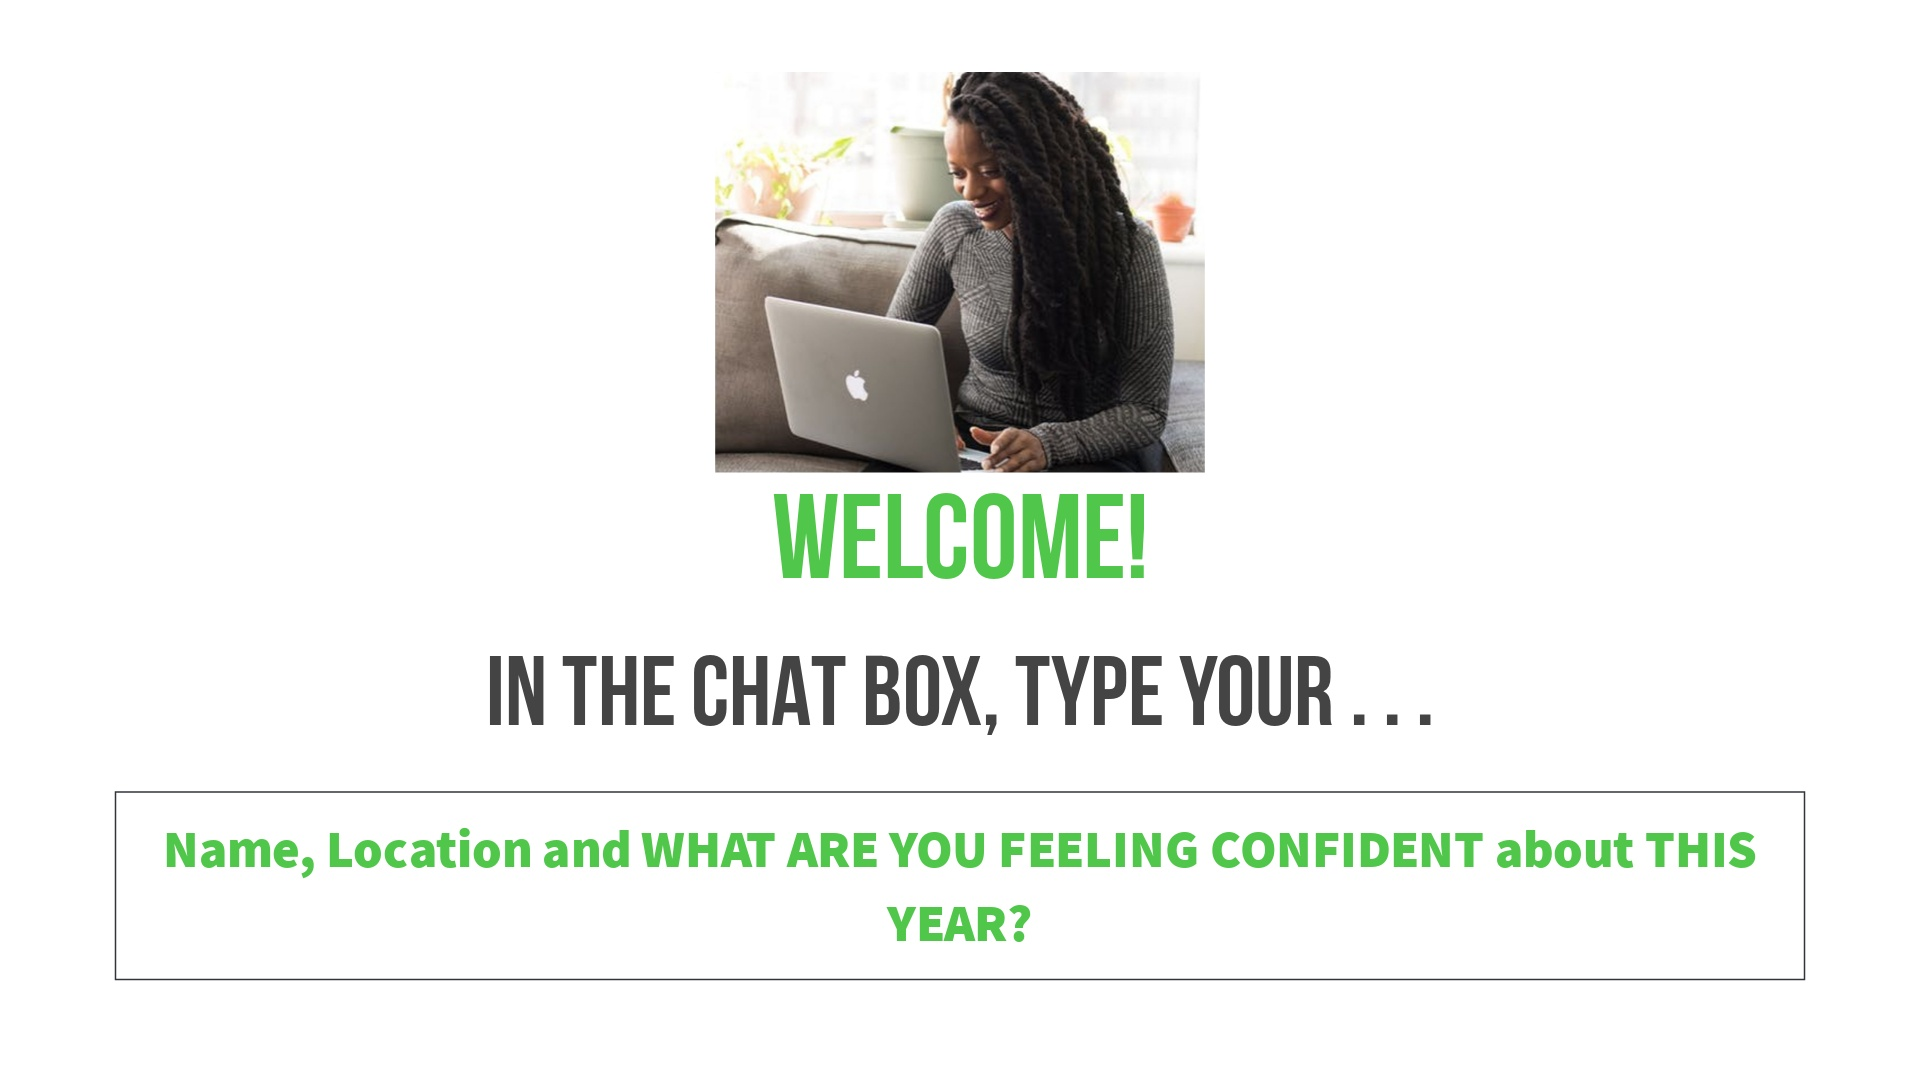 WELCOME!
IN THE CHAT BOX, TYPE YOUR . . .
Name, Location and WHAT ARE YOU FEELING CONFIDENT about THIS
YEAR?